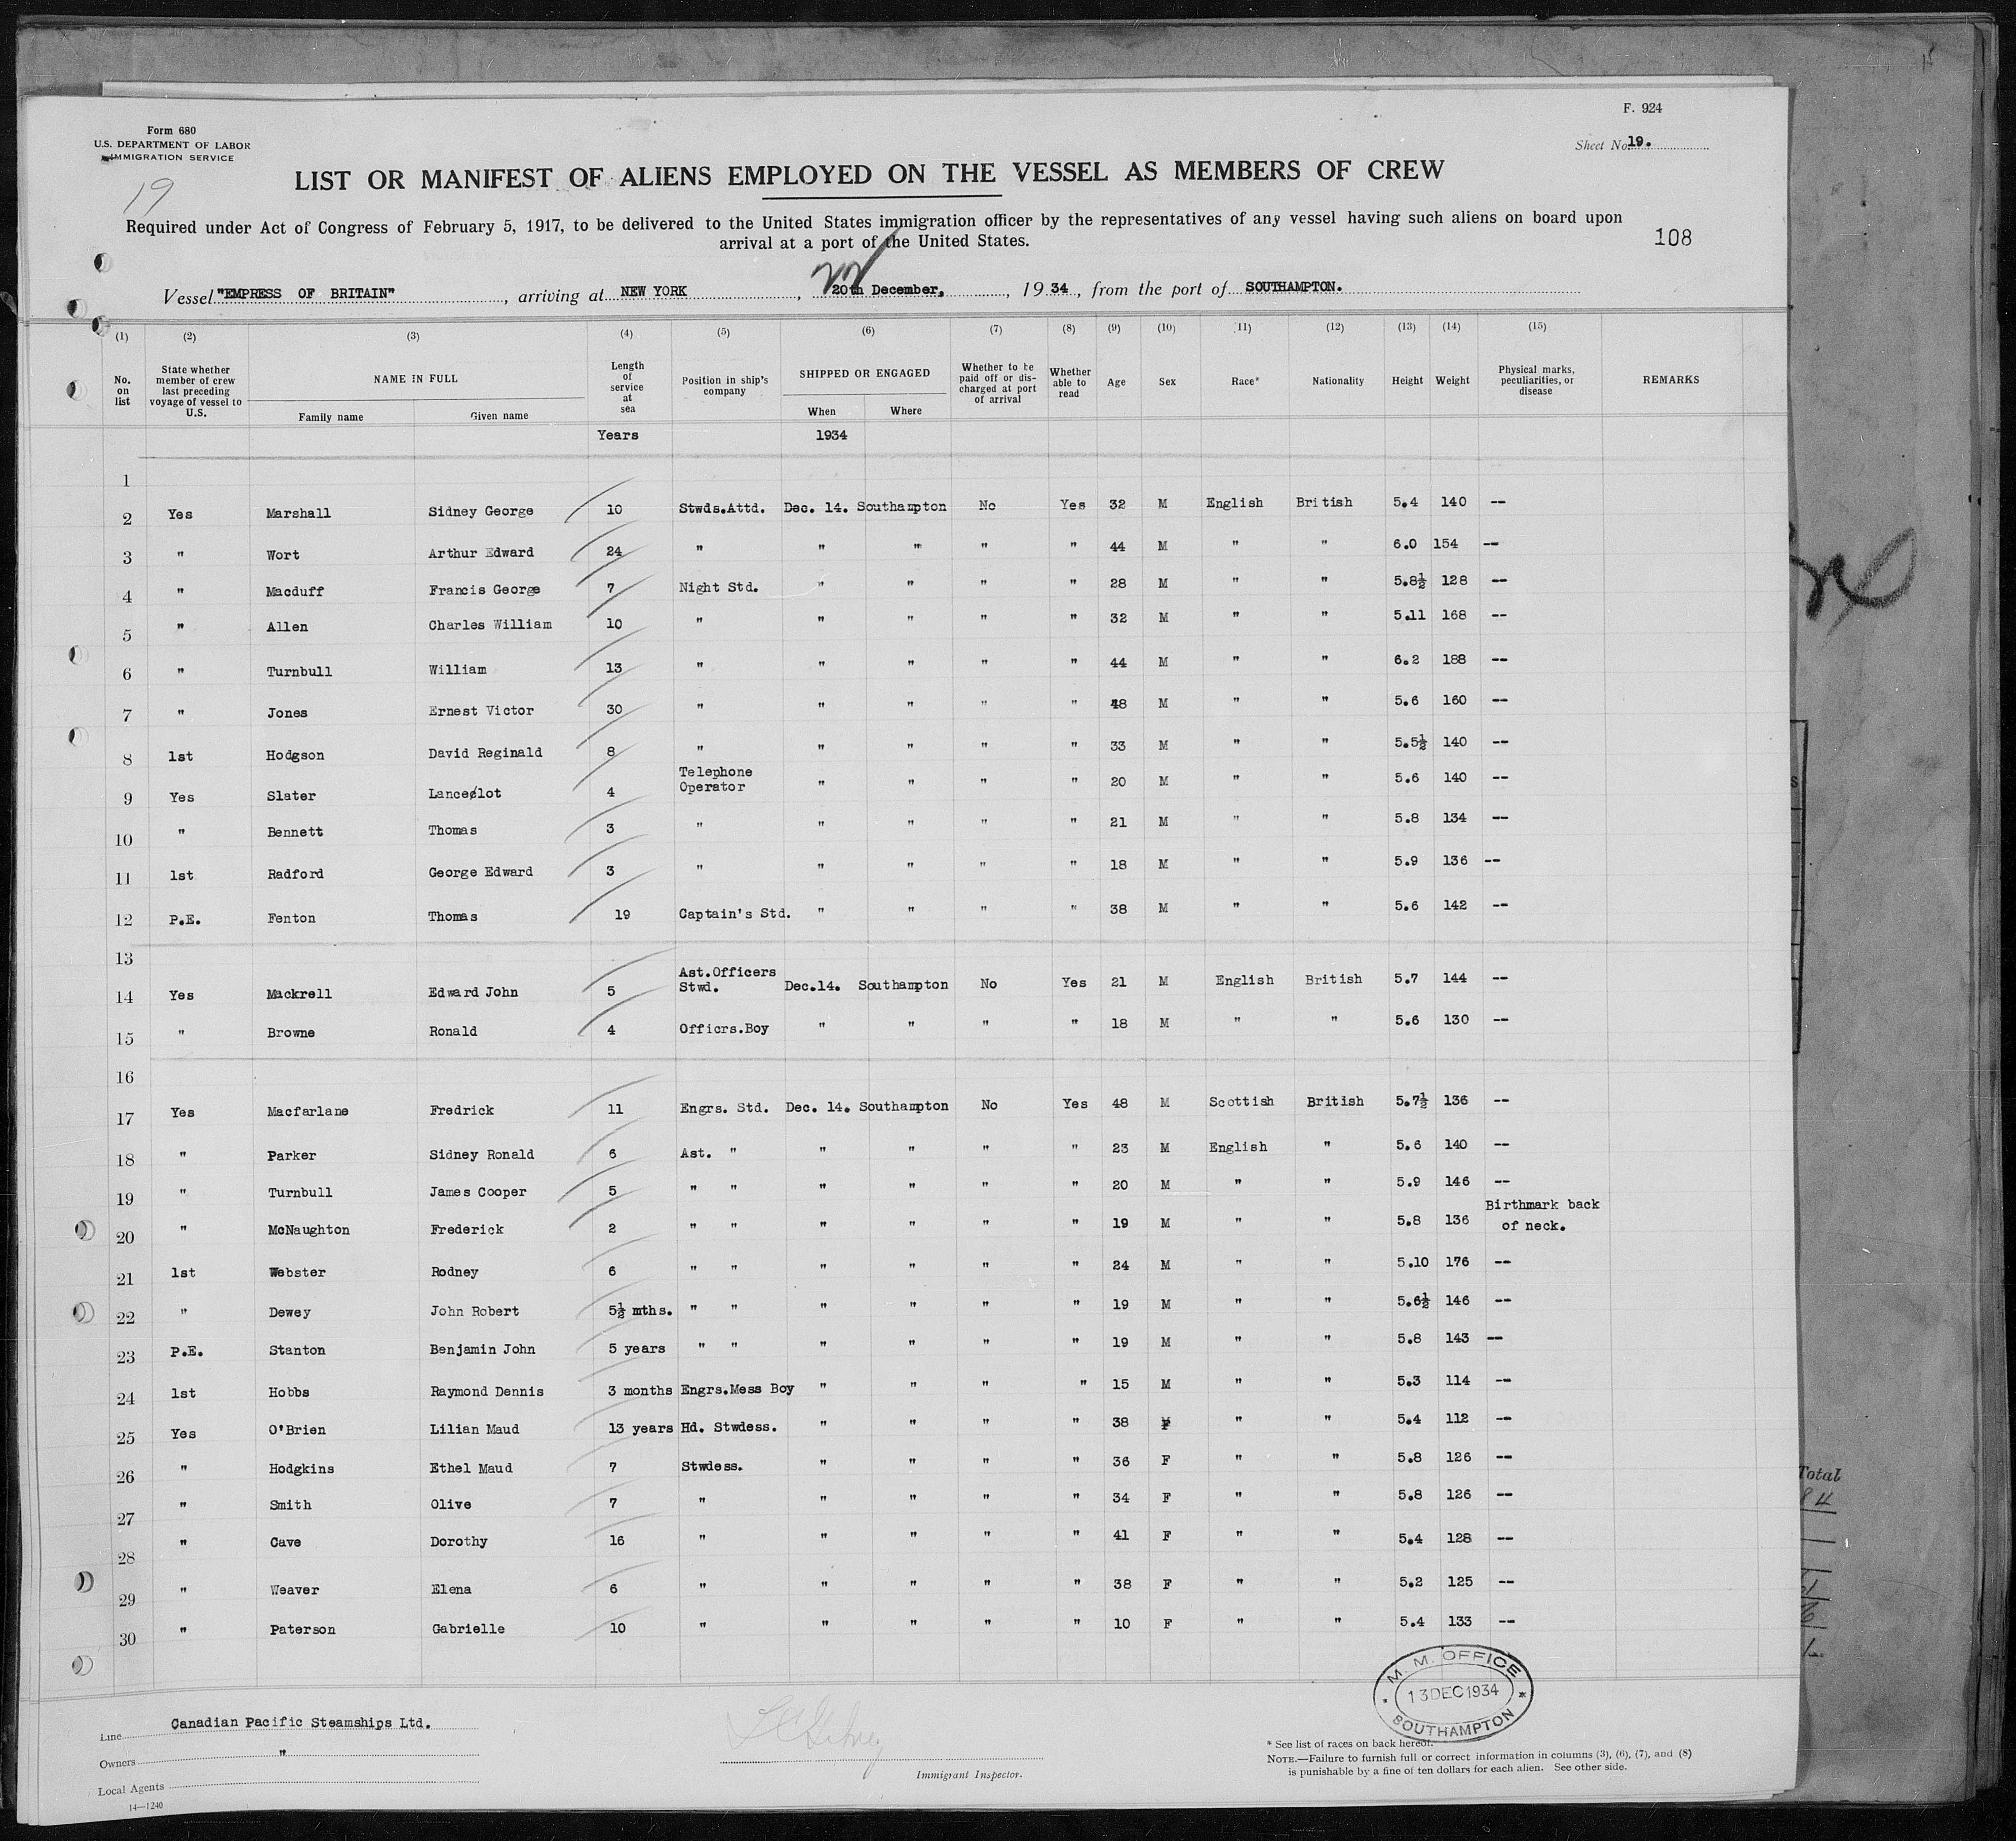 F. 924
Form 680
U.S. DEPARTMENT OF LABOR
IMMIGRATION SERVICE
Sheet No. 19.
19
LIST OR MANIFEST OF ALIENS EMPLOYED ON THE VESSEL AS MEMBERS OF CREW
Required under Act of Congress of February 5, 1917, to be delivered to the United States immigration officer by the representatives of any vessel having such aliens on board upon
arrival at a port of the United States.
108
22
Vessel "EMPRESS OF BRITAIN", arriving at NEW YORK, 20th December, 1934, from the port of SOUTHAMPTON.
(1) (2) (3) (4) (5) (6) (7) (8) (9) (10) (11) (12) (13) (14) (15)
No. on list | State whether member of crew last preceding voyage of vessel to U.S. | NAME IN FULL Family name Given name | Length of service at sea | Position in ship's company | SHIPPED OR ENGAGED When Where | Whether to be paid off or discharged at port of arrival | Whether able to read | Age | Sex | Race* | Nationality | Height | Weight | Physical marks, peculiarities, or disease | REMARKS
Years 1934
1
2 Yes Marshall Sidney George 10 Stwds.Attd. Dec. 14. Southampton No Yes 32 M English British 5.4 140 --
3 " Wort Arthur Edward 24 " " " " " 44 M " " 6.0 154 --
4 " Macduff Francis George 7 Night Std. " " " " 28 M " " 5.8½ 128 --
5 " Allen Charles William 10 " " " " " 32 M " " 5.11 168 --
6 " Turnbull William 13 " " " " " 44 M " " 6.2 188 --
7 " Jones Ernest Victor 30 " " " " " 48 M " " 5.6 160 --
8 1st Hodgson David Reginald 8 " " " " " 33 M " " 5.5½ 140 --
9 Yes Slater Lancelot 4 Telephone Operator " " " " 20 M " " 5.6 140 --
10 " Bennett Thomas 3 " " " " " 21 M " " 5.8 134 --
11 1st Radford George Edward 3 " " " " " 18 M " " 5.9 136 --
12 P.E. Fenton Thomas 19 Captain's Std. " " " " 38 M " " 5.6 142 --
13
14 Yes Mackrell Edward John 5 Ast.Officers Stwd. Dec.14. Southampton No Yes 21 M English British 5.7 144 --
15 " Browne Ronald 4 Officrs.Boy " " " " 18 M " " 5.6 130 --
16
17 Yes Macfarlane Fredrick 11 Engrs. Std. Dec. 14. Southampton No Yes 48 M Scottish British 5.7½ 136 --
18 " Parker Sidney Ronald 6 Ast. " " " " " 23 M English " 5.6 140 --
19 " Turnbull James Cooper 5 " " " " " " 20 M " " 5.9 146 --
20 " McNaughton Frederick 2 " " " " " " 19 M " " 5.8 136 Birthmark back of neck.
21 1st Webster Rodney 6 " " " " " " 24 M " " 5.10 176 --
22 " Dewey John Robert 5½ mths. " " " " " " 19 M " " 5.6½ 146 --
23 P.E. Stanton Benjamin John 5 years " " " " " " 19 M " " 5.8 143 --
24 1st Hobbs Raymond Dennis 3 months Engrs.Mess Boy " " " " 15 M " " 5.3 114 --
25 Yes O'Brien Lilian Maud 13 years Hd. Stwdess. " " " " 38 F " " 5.4 112 --
26 " Hodgkins Ethel Maud 7 Stwdess. " " " " 36 F " " 5.8 126 --
27 " Smith Olive 7 " " " " " 34 F " " 5.8 126 --
28 " Cave Dorothy 16 " " " " " 41 F " " 5.4 128 --
29 " Weaver Elena 6 " " " " " 38 F " " 5.2 125 --
30 " Paterson Gabrielle 10 " " " " " 10 F " " 5.4 133 --
M. M. OFFICE
13 DEC 1934
SOUTHAMPTON
Line Canadian Pacific Steamships Ltd.
Owners "
Local Agents
14—1240
Immigrant Inspector.
* See list of races on back hereof.
NOTE.—Failure to furnish full or correct information in columns (3), (6), (7), and (8)
is punishable by a fine of ten dollars for each alien. See other side.
Total
84